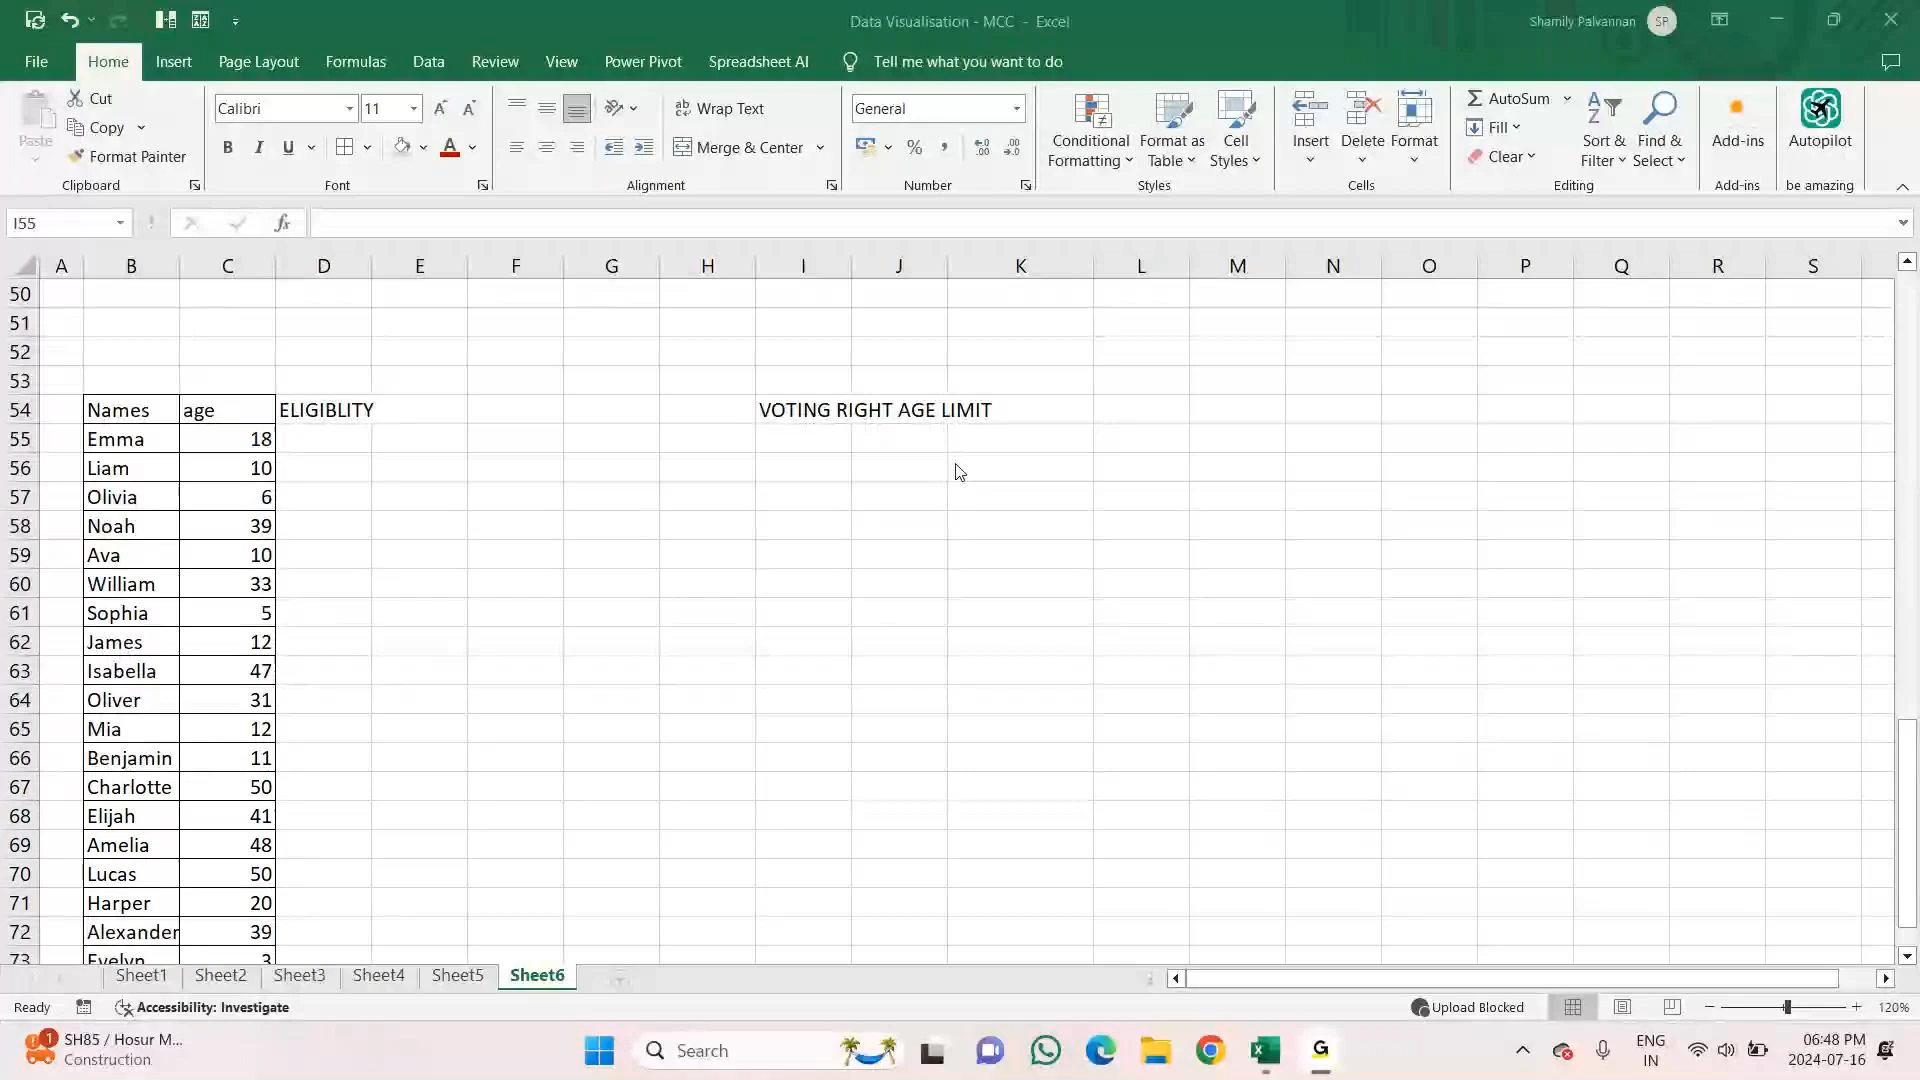 Data Visualisation - MCC - Excel
Shamily Palvannan SP
File Home Insert Page Layout Formulas Data Review View Power Pivot Spreadsheet AI Tell me what you want to do
Paste
Cut
Copy
Format Painter
Clipboard
Calibri 11
B I U
Font
Wrap Text
Merge & Center
Alignment
General
Number
Conditional Formatting
Format as Table
Cell Styles
Styles
Insert Delete Format
Cells
AutoSum
Fill
Clear
Sort & Filter
Find & Select
Editing
Add-ins
Add-ins
Autopilot
be amazing
I55 fx
A B C D E F G H I J K L M N O P Q R S
50
51
52
53
54 Names age ELIGIBLITY VOTING RIGHT AGE LIMIT
55 Emma 18
56 Liam 10
57 Olivia 6
58 Noah 39
59 Ava 10
60 William 33
61 Sophia 5
62 James 12
63 Isabella 47
64 Oliver 31
65 Mia 12
66 Benjamin 11
67 Charlotte 50
68 Elijah 41
69 Amelia 48
70 Lucas 50
71 Harper 20
72 Alexander 39
73 Evelyn 3
Sheet1 Sheet2 Sheet3 Sheet4 Sheet5 Sheet6
Ready Accessibility: Investigate Upload Blocked 120%
1 SH85 / Hosur M...
Construction
Search
ENG
IN
06:48 PM
2024-07-16